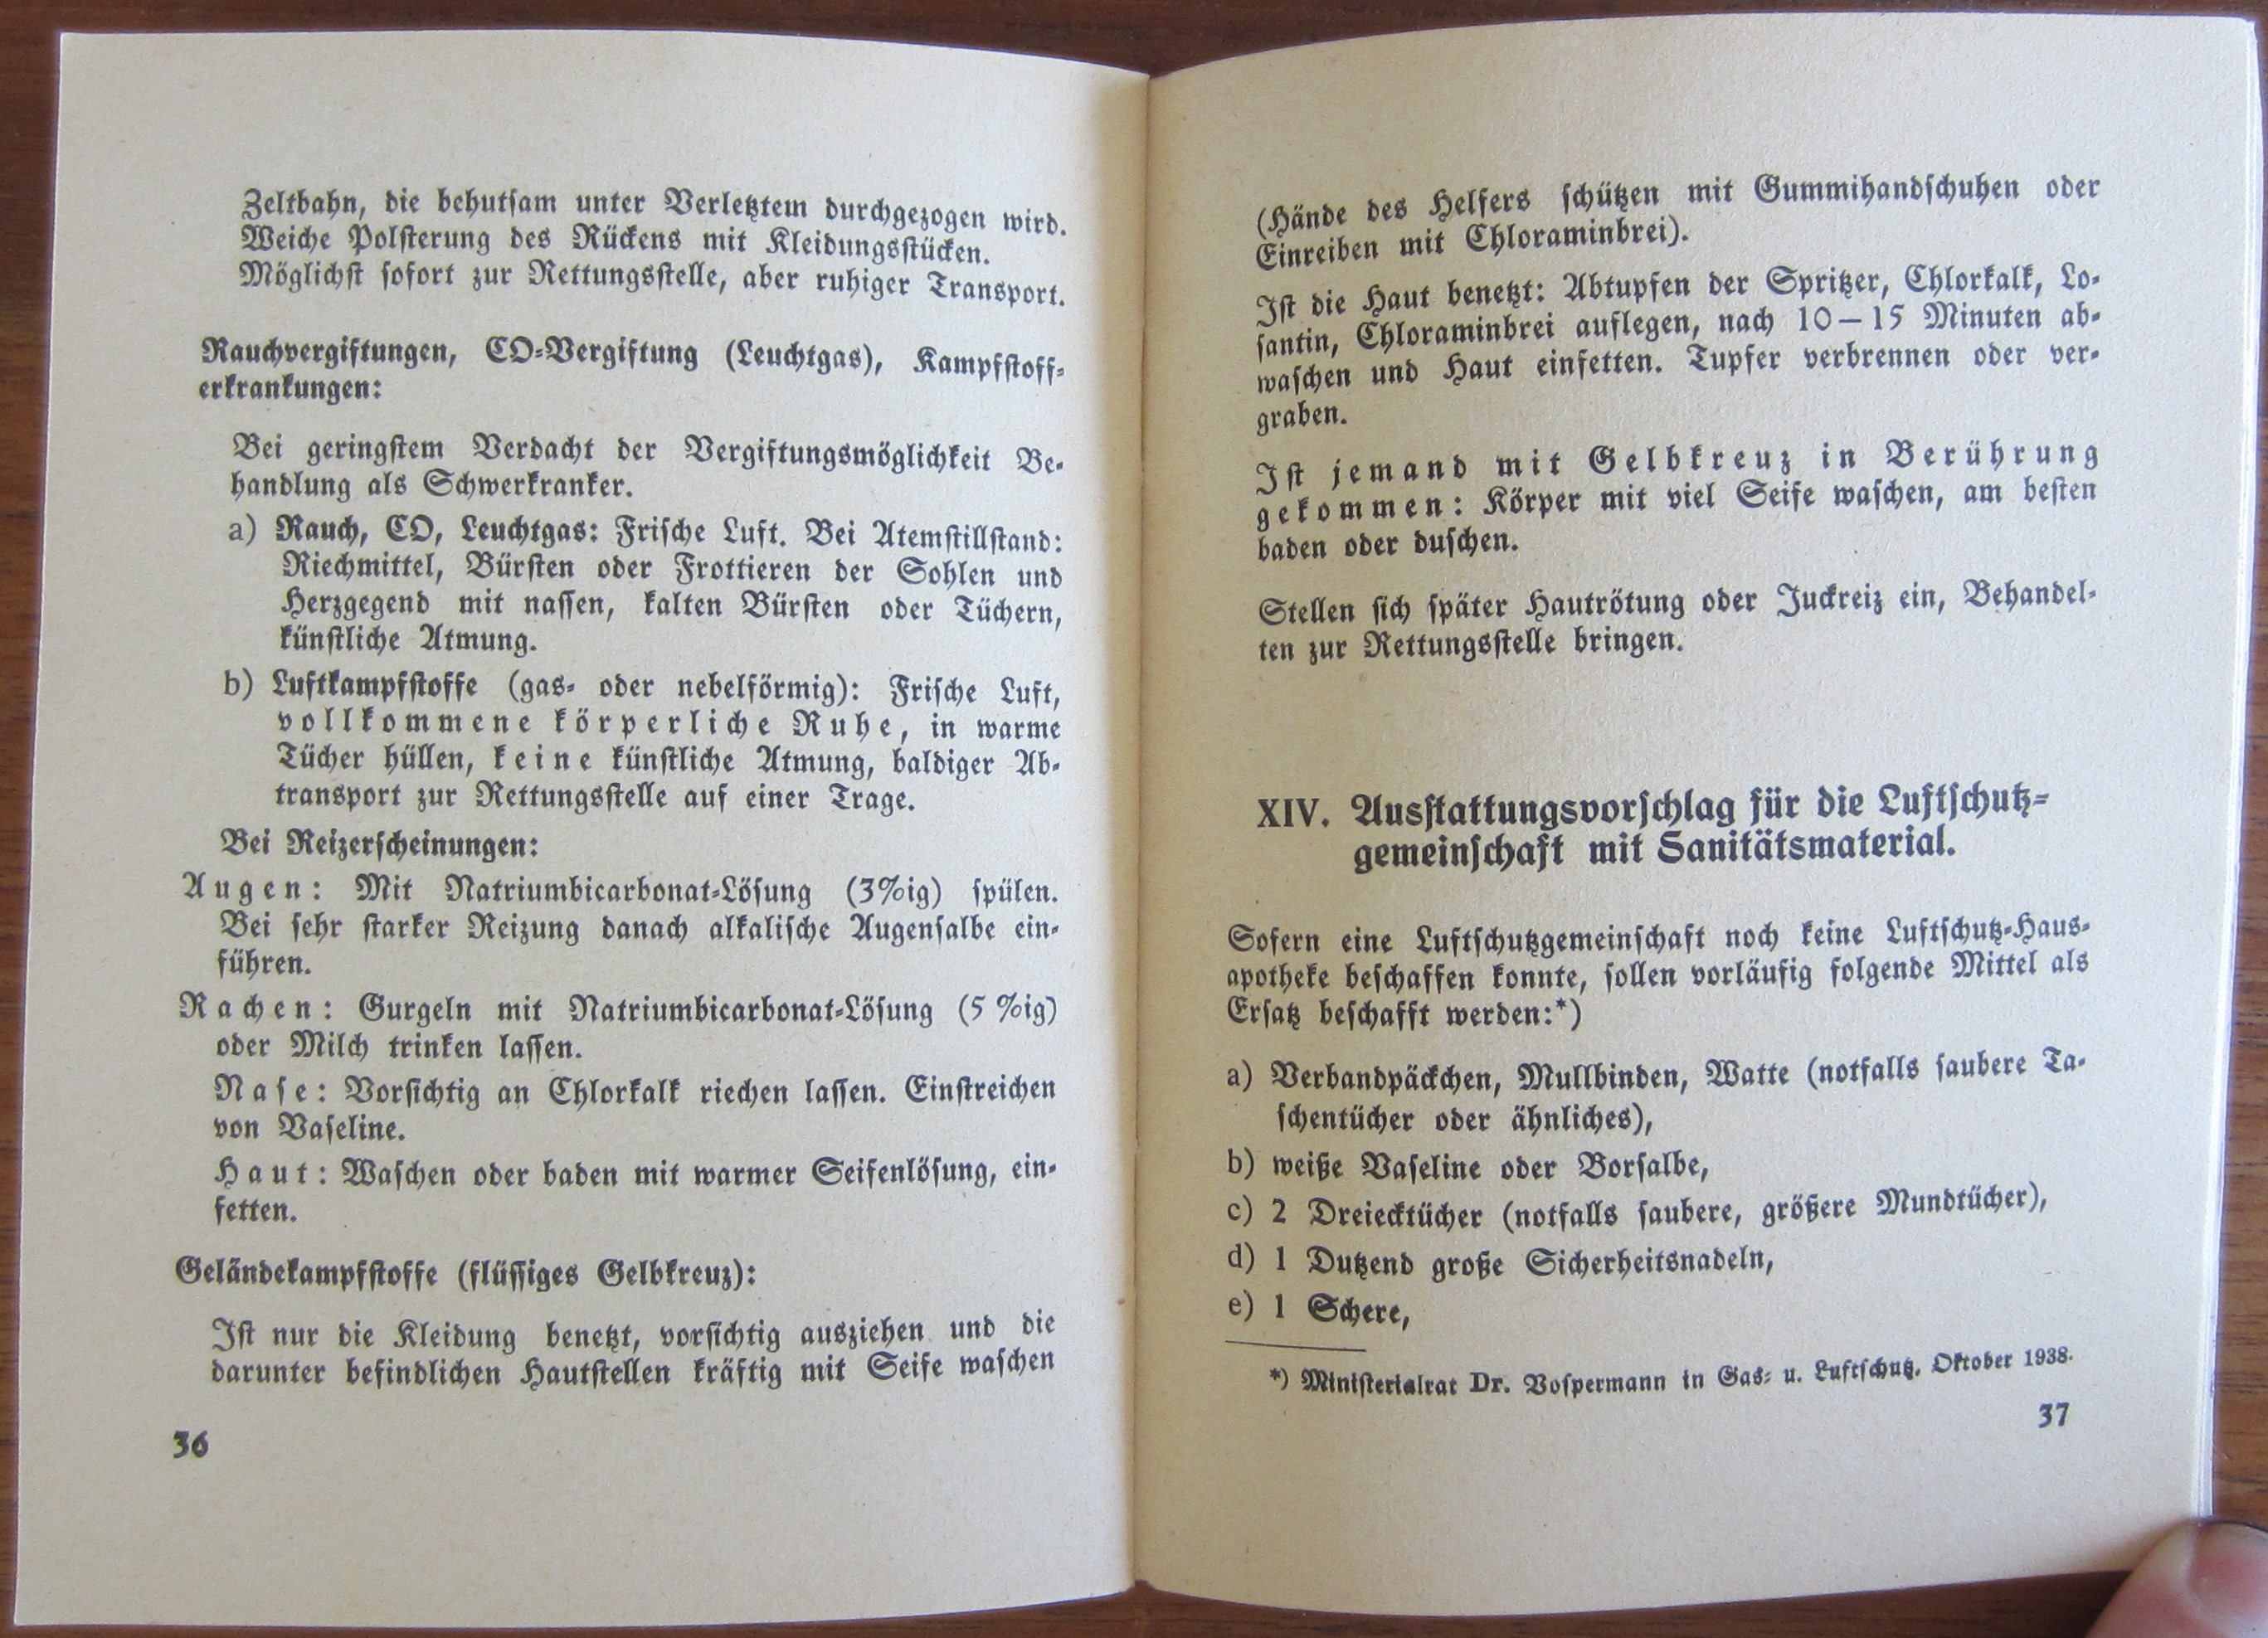 Zeltbahn, die behutsam unter Verletztem durchgezogen wird.
Weiche Polsterung des Rückens mit Kleidungsstücken.
Möglichst sofort zur Rettungsstelle, aber ruhiger Transport.
Rauchvergiftungen, CO-Vergiftung (Leuchtgas), Kampfstoff-
erkrankungen:
Bei geringstem Verdacht der Vergiftungsmöglichkeit Be-
handlung als Schwerkranker.
a) Rauch, CO, Leuchtgas: Frische Luft. Bei Atemstillstand:
Riechmittel, Bürsten oder Frottieren der Sohlen und
Herzgegend mit nassen, kalten Bürsten oder Tüchern,
künstliche Atmung.
b) Luftkampfstoffe (gas- oder nebelförmig): Frische Luft,
vollkommene körperliche Ruhe, in warme
Tücher hüllen, keine künstliche Atmung, baldiger Ab-
transport zur Rettungsstelle auf einer Trage.
Bei Reizerscheinungen:
Augen: Mit Natriumbicarbonat-Lösung (3%ig) spülen.
Bei sehr starker Reizung danach alkalische Augensalbe ein-
führen.
Rachen: Gurgeln mit Natriumbicarbonat-Lösung (5 %ig)
oder Milch trinken lassen.
Nase: Vorsichtig an Chlorkalk riechen lassen. Einstreichen
von Vaseline.
Haut: Waschen oder baden mit warmer Seifenlösung, ein-
fetten.
Geländekampfstoffe (flüssiges Gelbkreuz):
Ist nur die Kleidung benetzt, vorsichtig ausziehen und die
darunter befindlichen Hautstellen kräftig mit Seife waschen
36
(Hände des Helfers schützen mit Gummihandschuhen oder
Einreiben mit Chloraminbrei).
Ist die Haut benetzt: Abtupfen der Spritzer, Chlorkalk, Lo-
santin, Chloraminbrei auflegen, nach 10–15 Minuten ab-
waschen und Haut einfetten. Tupfer verbrennen oder ver-
graben.
Ist jemand mit Gelbkreuz in Berührung
gekommen: Körper mit viel Seife waschen, am besten
baden oder duschen.
Stellen sich später Hautrötung oder Juckreiz ein, Behandel-
ten zur Rettungsstelle bringen.
XIV. Ausstattungsvorschlag für die Luftschutz-
gemeinschaft mit Sanitätsmaterial.
Sofern eine Luftschutzgemeinschaft noch keine Luftschutz-Haus-
apotheke beschaffen konnte, sollen vorläufig folgende Mittel als
Ersatz beschafft werden:*)
a) Verbandpäckchen, Mullbinden, Watte (notfalls saubere Ta-
schentücher oder ähnliches),
b) weiße Vaseline oder Borsalbe,
c) 2 Dreiecktücher (notfalls saubere, größere Mundtücher),
d) 1 Dutzend große Sicherheitsnadeln,
e) 1 Schere,
*) Ministerialrat Dr. Vospermann in Gas- u. Luftschutz. Oktober 1938.
37